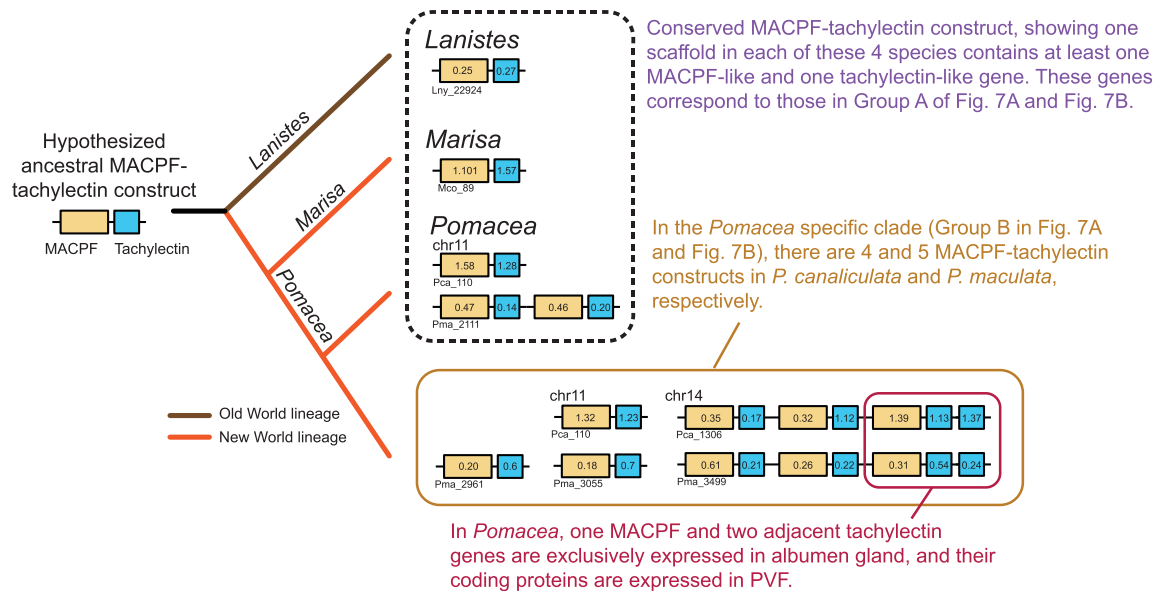 Conserved MACPF-tachylectin construct, showing one
scaffold in each of these 4 species contains at least one
MACPF-like and one tachylectin-like gene. These genes
correspond to those in Group A of Fig. 7A and Fig. 7B.
Hypothesized
ancestral MACPF-
tachylectin construct
MACPF
Tachylectin
Lanistes
Marisa
Pomacea
Old World lineage
New World lineage
Lanistes
0.25 0.27
Lny_22924
Marisa
1.101 1.57
Mco_89
Pomacea
chr11
1.58 1.28
Pca_110
0.47 0.14 0.46 0.20
Pma_2111
In the Pomacea specific clade (Group B in Fig. 7A
and Fig. 7B), there are 4 and 5 MACPF-tachylectin
constructs in P. canaliculata and P. maculata,
respectively.
chr11
1.32 1.23
Pca_110
chr14
0.35 0.17 0.32 1.12 1.39 1.13 1.37
Pca_1306
0.20 0.6
Pma_2961
0.18 0.7
Pma_3055
0.61 0.21 0.26 0.22 0.31 0.54 0.24
Pma_3499
In Pomacea, one MACPF and two adjacent tachylectin
genes are exclusively expressed in albumen gland, and their
coding proteins are expressed in PVF.